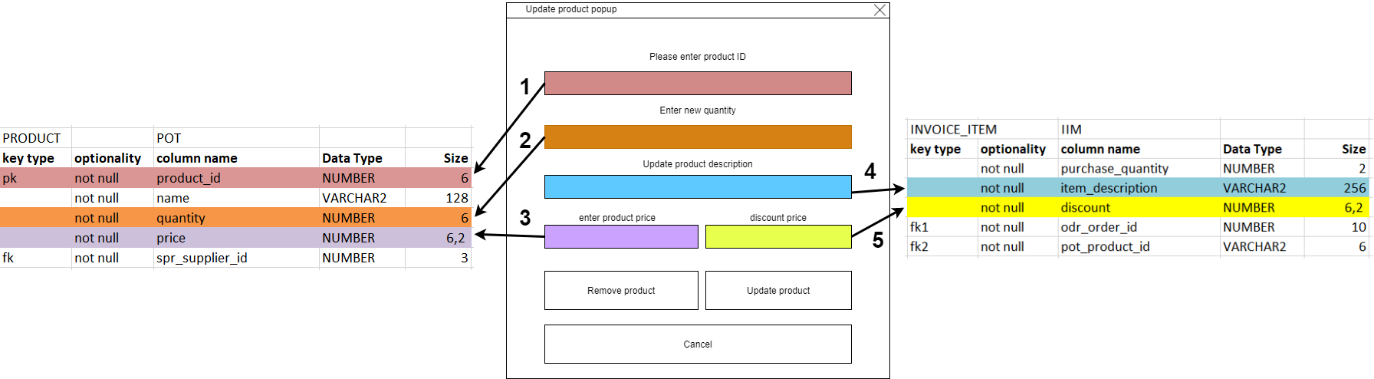 Update product popup
Please enter product ID
1
Enter new quantity
2
Update product description
4
enter product price
discount price
3
5
Remove product
Update product
Cancel
PRODUCT POT
key type optionality column name Data Type Size
pk not null product_id NUMBER 6
not null name VARCHAR2 128
not null quantity NUMBER 6
not null price NUMBER 6,2
fk not null spr_supplier_id NUMBER 3
INVOICE_ITEM IIM
key type optionality column name Data Type Size
not null purchase_quantity NUMBER 2
not null item_description VARCHAR2 256
not null discount NUMBER 6,2
fk1 not null odr_order_id NUMBER 10
fk2 not null pot_product_id VARCHAR2 6